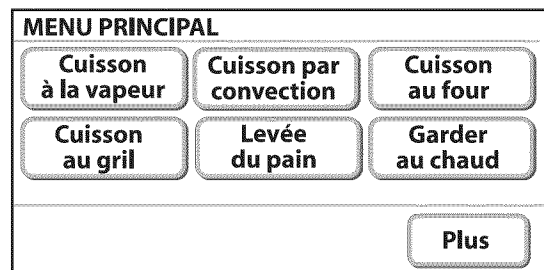 MENU PRINCIPAL
Cuisson
à la vapeur
Cuisson par
convection
Cuisson
au four
Cuisson
au gril
Levée
du pain
Garder
au chaud
Plus